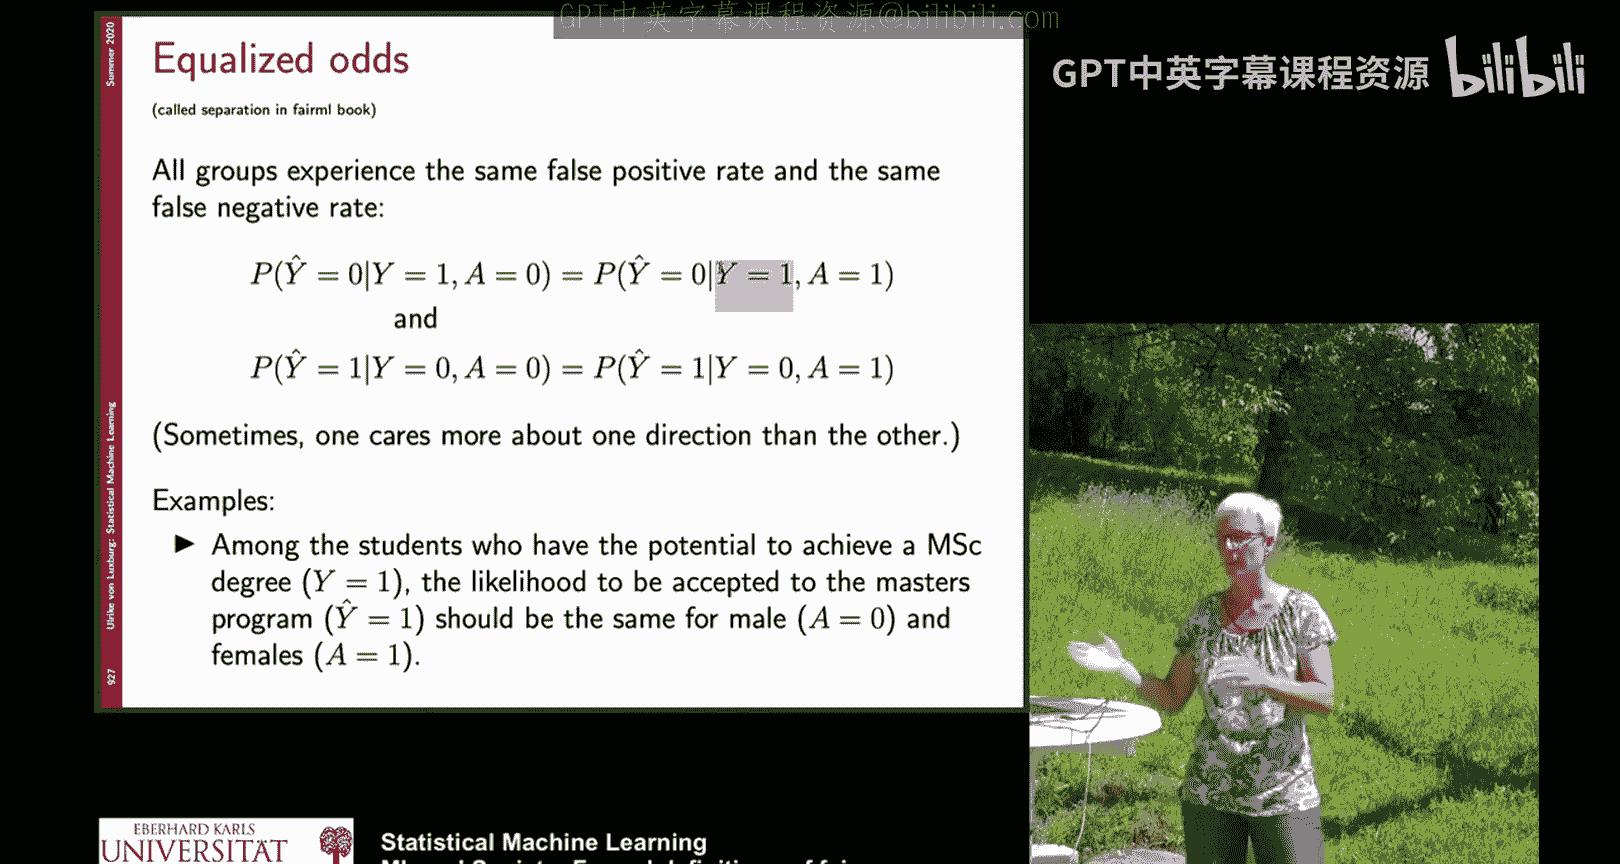 GPT中英字幕课程资源@bilibili.com
GPT中英字幕课程资源 bilibili
Summer 2020
Equalized odds
(called separation in fairml book)
All groups experience the same false positive rate and the same
false negative rate:
P(Ŷ = 0|Y = 1, A = 0) = P(Ŷ = 0|Y = 1, A = 1)
and
P(Ŷ = 1|Y = 0, A = 0) = P(Ŷ = 1|Y = 0, A = 1)
(Sometimes, one cares more about one direction than the other.)
Examples:
▶ Among the students who have the potential to achieve a MSc
degree (Y = 1), the likelihood to be accepted to the masters
program (Ŷ = 1) should be the same for male (A = 0) and
females (A = 1).
Ulrike von Luxburg: Statistical Machine Learning
927
EBERHARD KARLS
UNIVERSITÄT
Statistical Machine Learning